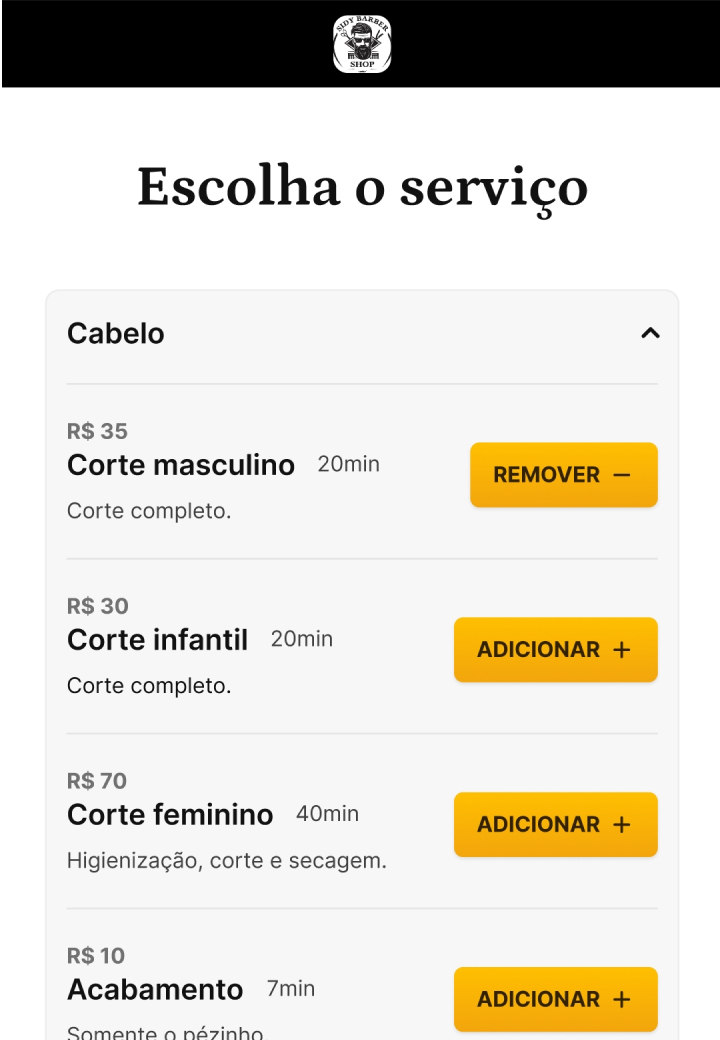 SIDY BARBER
SHOP
Escolha o serviço
Cabelo
R$ 35
Corte masculino 20min
REMOVER −
Corte completo.
R$ 30
Corte infantil 20min
ADICIONAR +
Corte completo.
R$ 70
Corte feminino 40min
ADICIONAR +
Higienização, corte e secagem.
R$ 10
Acabamento 7min
ADICIONAR +
Somente o pézinho.